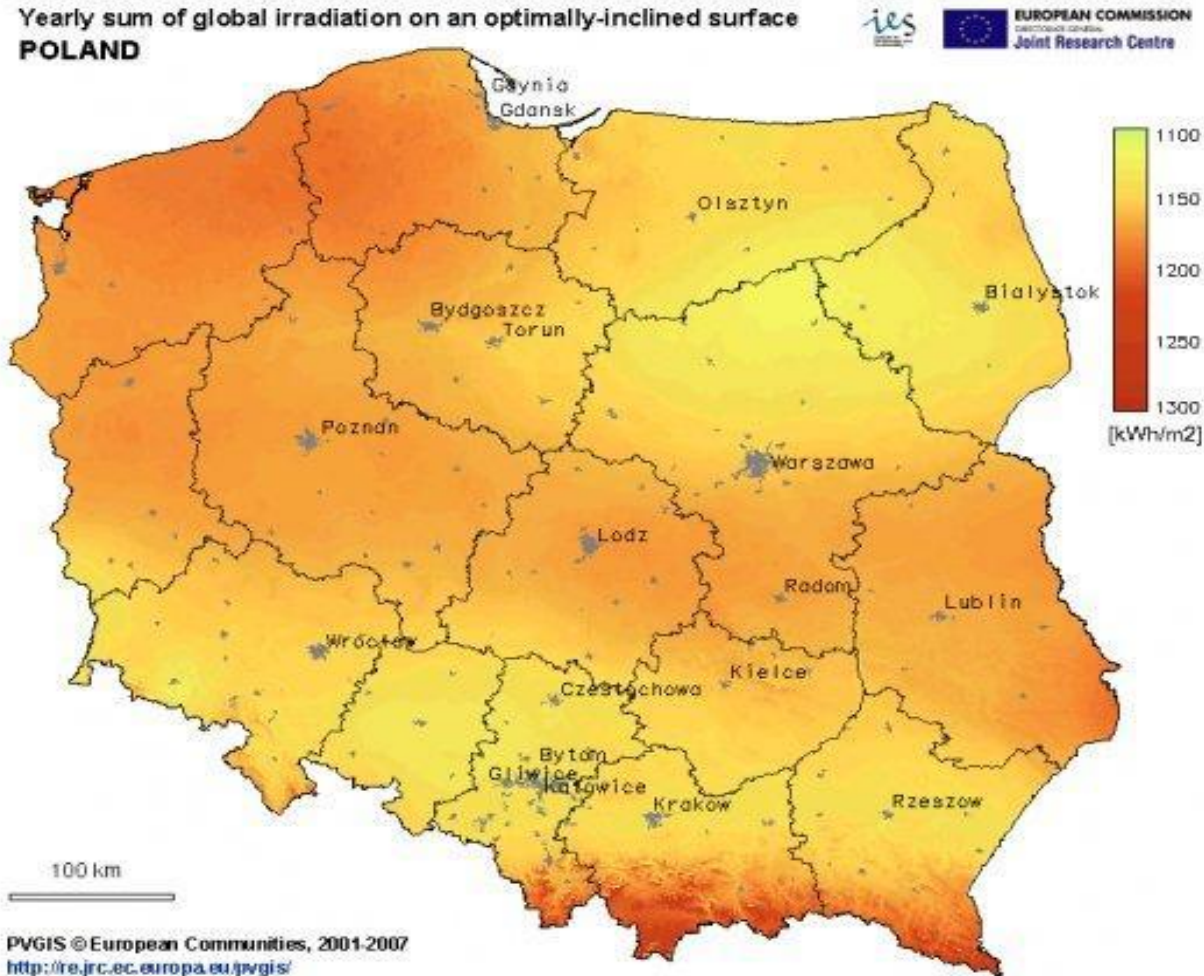 Yearly sum of global irradiation on an optimally-inclined surface
POLAND
ies
EUROPEAN COMMISSION
DIRECTORATE GENERAL
Joint Research Centre
Gdynia
Gdansk
Olsztyn
Bialystok
Bydgoszcz
Torun
Poznan
Warszawa
Lodz
Radom
Lublin
Wroclaw
Kielce
Czestochowa
Bytom
Gliwice
Katowice
Krakow
Rzeszow
1100
1150
1200
1250
1300
[kWh/m2]
100 km
PVGIS © European Communities, 2001-2007
http://re.jrc.ec.europa.eu/pvgis/